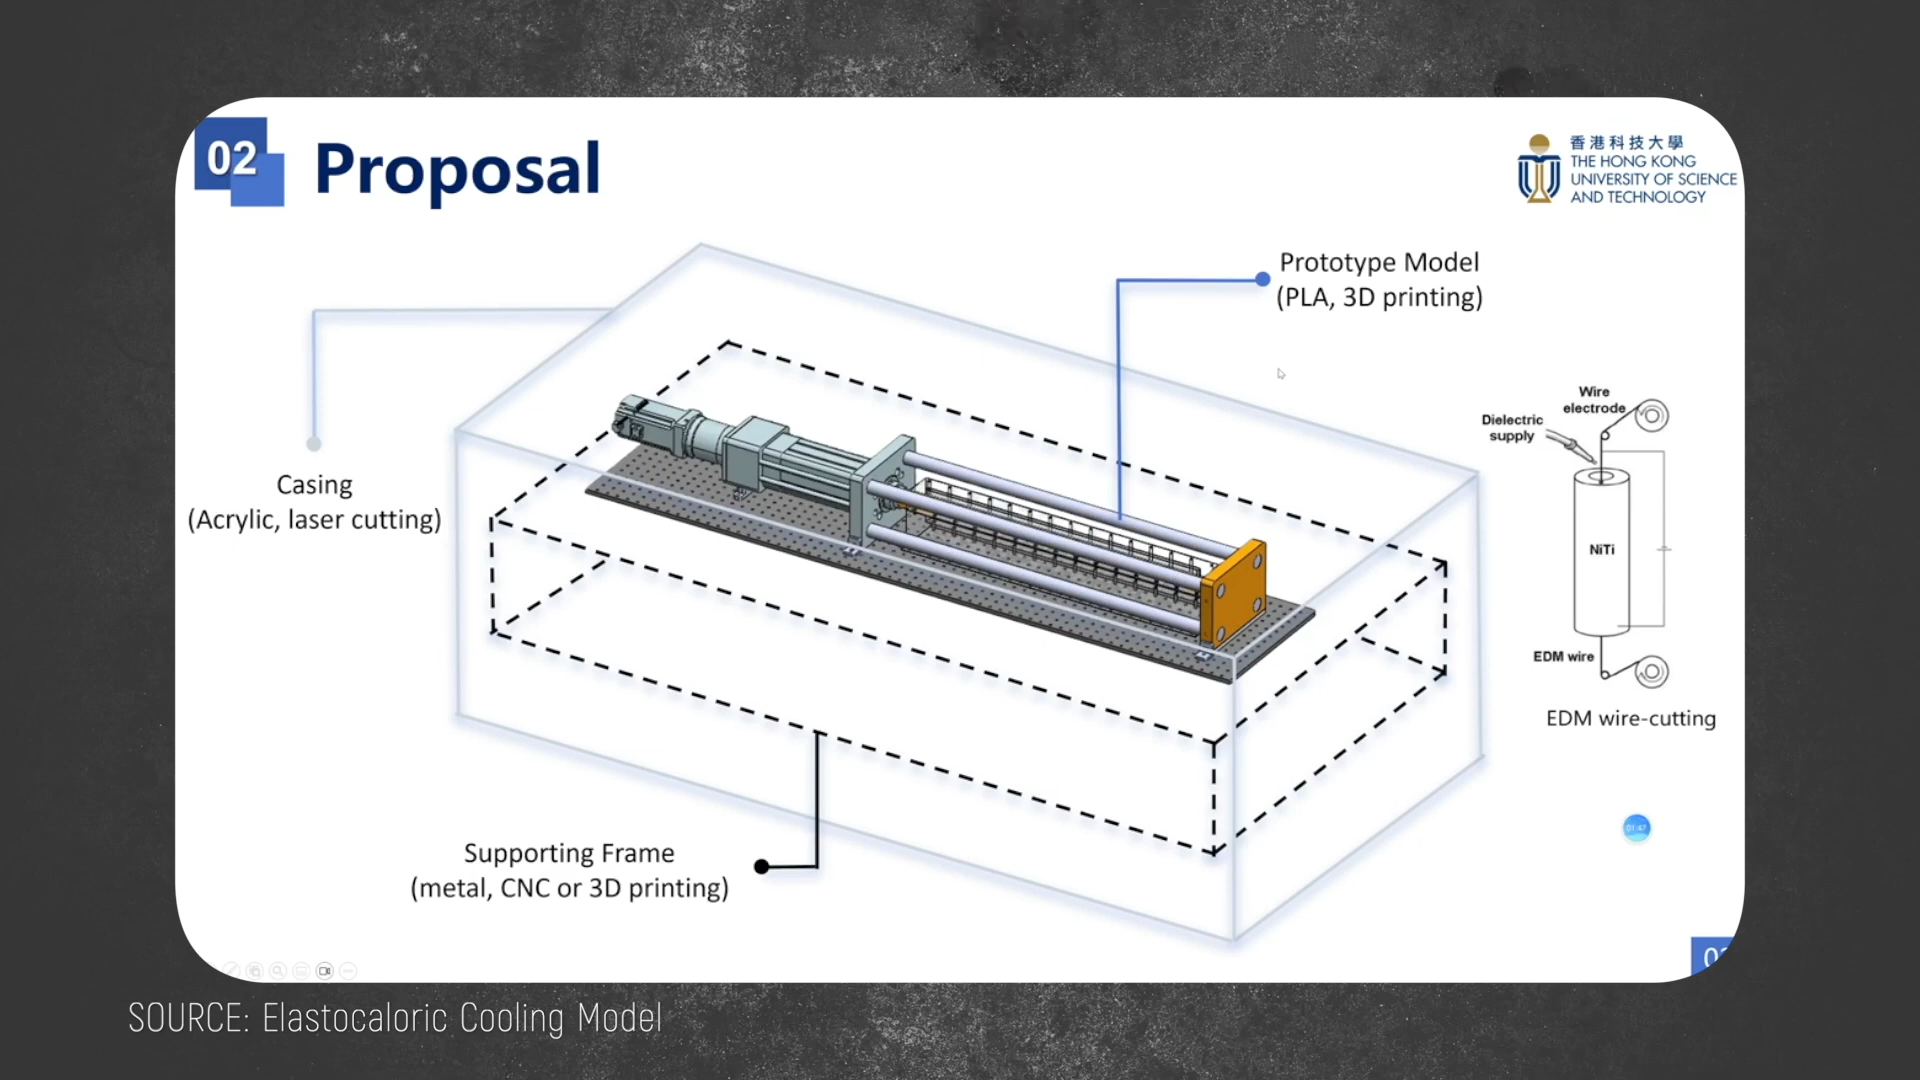 02
Proposal
香港科技大學
THE HONG KONG
UNIVERSITY OF SCIENCE
AND TECHNOLOGY
Prototype Model
(PLA, 3D printing)
Casing
(Acrylic, laser cutting)
Wire
electrode
Dielectric
supply
NiTi
EDM wire
EDM wire-cutting
01:47
Supporting Frame
(metal, CNC or 3D printing)
SOURCE: Elastocaloric Cooling Model